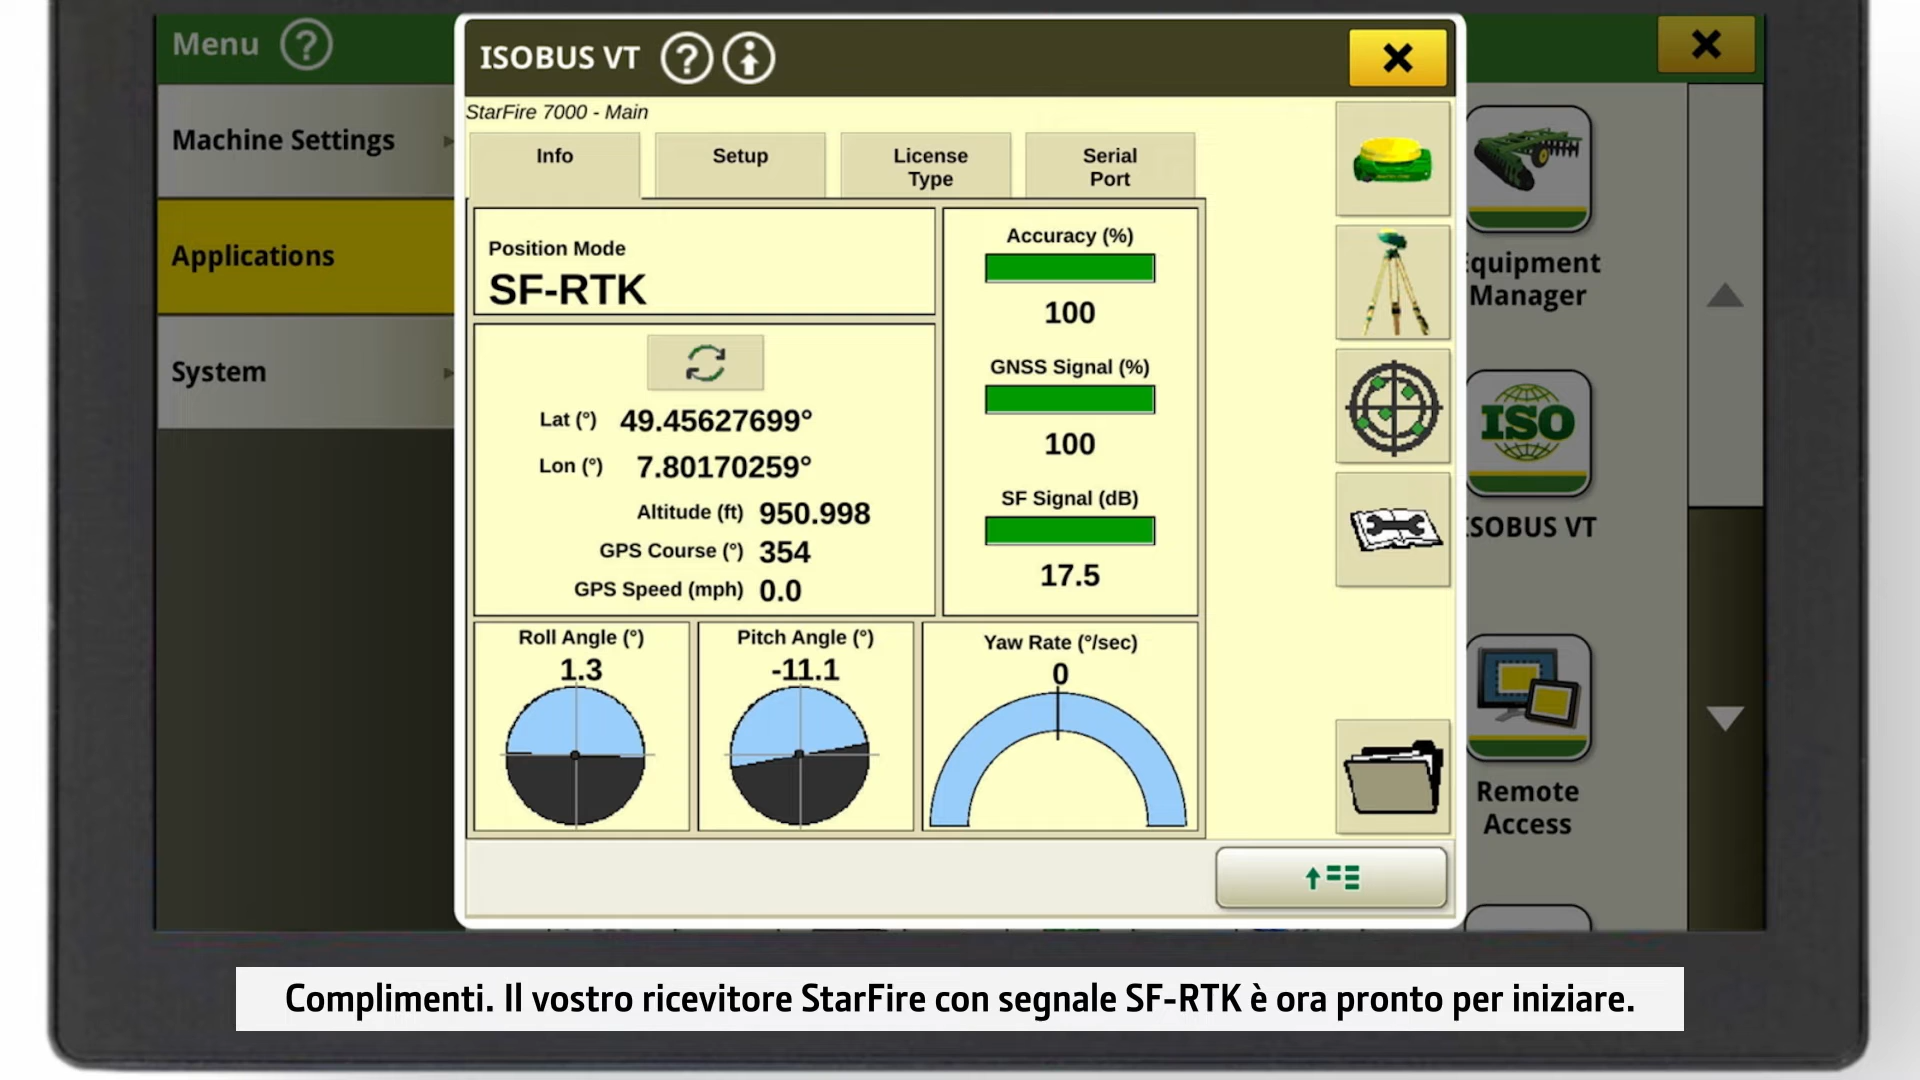 Menu ?
Machine Settings
Applications
System
ISOBUS VT ?
StarFire 7000 - Main
Info
Setup
License
Type
Serial
Port
Position Mode
SF-RTK
Lat (°) 49.45627699°
Lon (°) 7.80170259°
Altitude (ft) 950.998
GPS Course (°) 354
GPS Speed (mph) 0.0
Accuracy (%)
100
GNSS Signal (%)
100
SF Signal (dB)
17.5
Roll Angle (°)
1.3
Pitch Angle (°)
-11.1
Yaw Rate (°/sec)
0
quipment
Manager
ISO
SOBUS VT
Remote
Access
Complimenti. Il vostro ricevitore StarFire con segnale SF-RTK è ora pronto per iniziare.